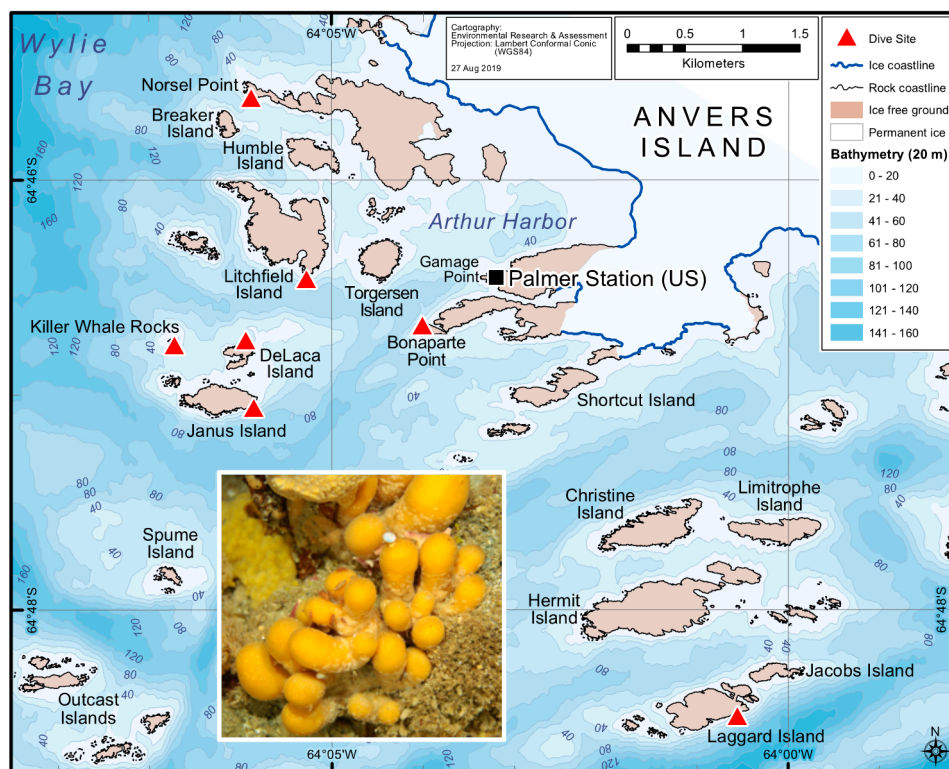 Wylie
Bay
64°05'W
Cartography:
Environmental Research & Assessment
Projection: Lambert Conformal Conic
(WGS84)
27 Aug 2019
0 0.5 1 1.5
Kilometers
Dive Site
Ice coastline
Rock coastline
Ice free ground
Permanent ice
Bathymetry (20 m)
0 - 20
21 - 40
41 - 60
61 - 80
81 - 100
101 - 120
121 - 140
141 - 160
Norsel Point
Breaker
Island
Humble
Island
ANVERS
ISLAND
64°46'S
Arthur Harbor
Gamage
Point
Palmer Station (US)
Litchfield
Island
Torgersen
Island
Killer Whale Rocks
DeLaca
Island
Bonaparte
Point
Janus Island
Shortcut Island
Christine
Island
Limitrophe
Island
Spume
Island
Hermit
Island
64°48'S
64°48'S
Jacobs Island
Outcast
Islands
Laggard Island
64°05'W
64°00'W
N